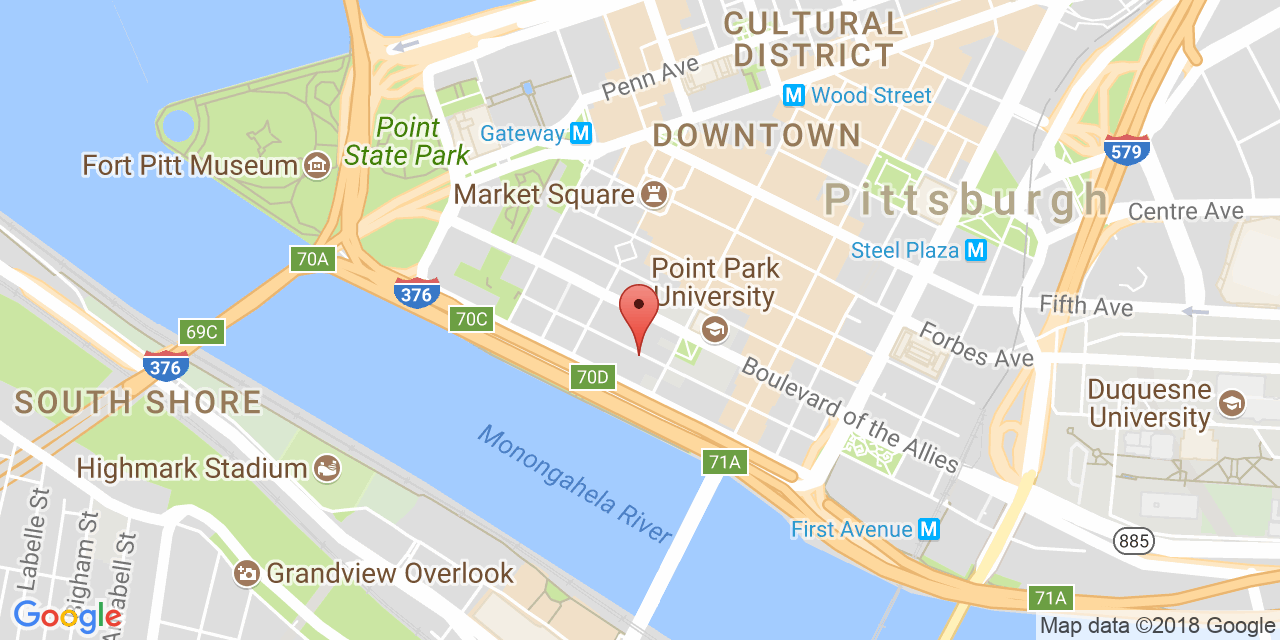 CULTURAL
DISTRICT
Penn Ave
Wood Street
M
Gateway M
DOWNTOWN
Point
State Park
579
Fort Pitt Museum
Market Square
Pittsburgh
Centre Ave
Steel Plaza M
70A
Point Park
University
376
Fifth Ave
70C
69C
Forbes Ave
376
70D
Boulevard of the Allies
Duquesne
University
SOUTH SHORE
Monongahela River
71A
Highmark Stadium
First Avenue M
885
Labelle St
Bigham St
Grandview Overlook
71A
Google
Map data ©2018 Google